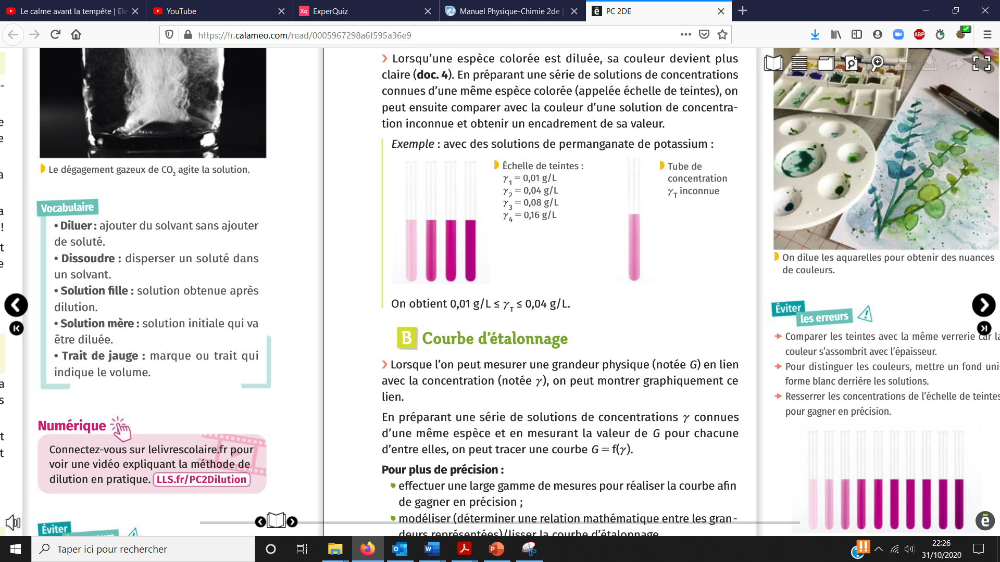 Le calme avant la tempête | Ele
YouTube
Xq ExperQuiz
Manuel Physique-Chimie 2de |
ē PC 2DE
https://fr.calameo.com/read/0005967298a6f595a36e9
ABP
Le dégagement gazeux de CO2 agite la solution.
Vocabulaire
• Diluer : ajouter du solvant sans ajouter
de soluté.
• Dissoudre : disperser un soluté dans
un solvant.
• Solution fille : solution obtenue après
dilution.
• Solution mère : solution initiale qui va
être diluée.
• Trait de jauge : marque ou trait qui
indique le volume.
Numérique
Connectez-vous sur lelivrescolaire.fr pour
voir une vidéo expliquant la méthode de
dilution en pratique. LLS.fr/PC2Dilution
Éviter
Lorsqu’une espèce colorée est diluée, sa couleur devient plus
claire (doc. 4). En préparant une série de solutions de concentrations
connues d’une même espèce colorée (appelée échelle de teintes), on
peut ensuite comparer avec la couleur d’une solution de concentra-
tion inconnue et obtenir un encadrement de sa valeur.
Exemple : avec des solutions de permanganate de potassium :
Échelle de teintes :
γ1 = 0,01 g/L
γ2 = 0,04 g/L
γ3 = 0,08 g/L
γ4 = 0,16 g/L
Tube de
concentration
γT inconnue
On obtient 0,01 g/L ≤ γT ≤ 0,04 g/L.
B Courbe d’étalonnage
Lorsque l’on peut mesurer une grandeur physique (notée G) en lien
avec la concentration (notée γ), on peut montrer graphiquement ce
lien.
En préparant une série de solutions de concentrations γ connues
d’une même espèce et en mesurant la valeur de G pour chacune
d’entre elles, on peut tracer une courbe G = f(γ).
Pour plus de précision :
effectuer une large gamme de mesures pour réaliser la courbe afin
de gagner en précision ;
modéliser (déterminer une relation mathématique entre les gran-
deurs représentées)/lisser la courbe d’étalonnage
On dilue les aquarelles pour obtenir des nuances
de couleurs.
Éviter
les erreurs
Comparer les teintes avec la même verrerie car la
couleur s’assombrit avec l’épaisseur.
Pour distinguer les couleurs, mettre un fond uni-
forme blanc derrière les solutions.
Resserrer les concentrations de l’échelle de teintes
pour gagner en précision.
ē
Taper ici pour rechercher
22:26
31/10/2020